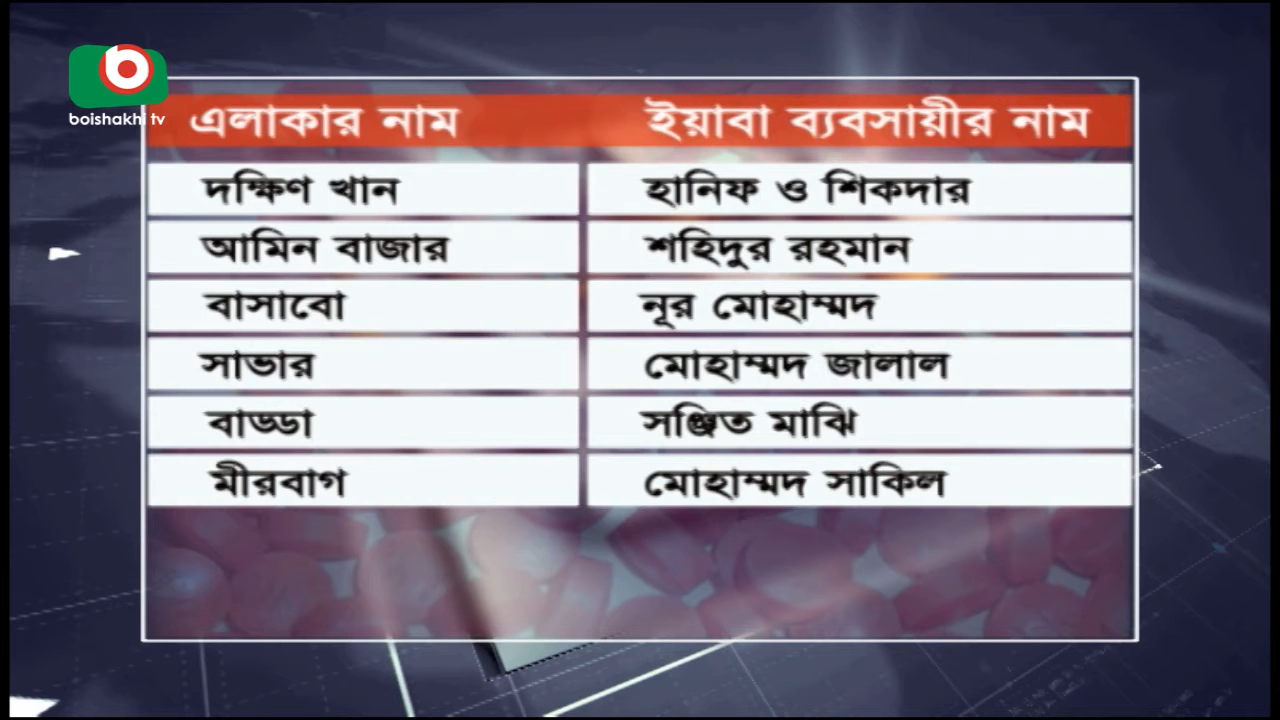 boishakhi tv
এলাকার নাম ইয়াবা ব্যবসায়ীর নাম
দক্ষিণ খান হানিফ ও শিকদার
আমিন বাজার শহিদুর রহমান
বাসাবো নূর মোহাম্মদ
সাভার মোহাম্মদ জালাল
বাড্ডা সঞ্জিত মাঝি
মীরবাগ মোহাম্মদ সাকিল